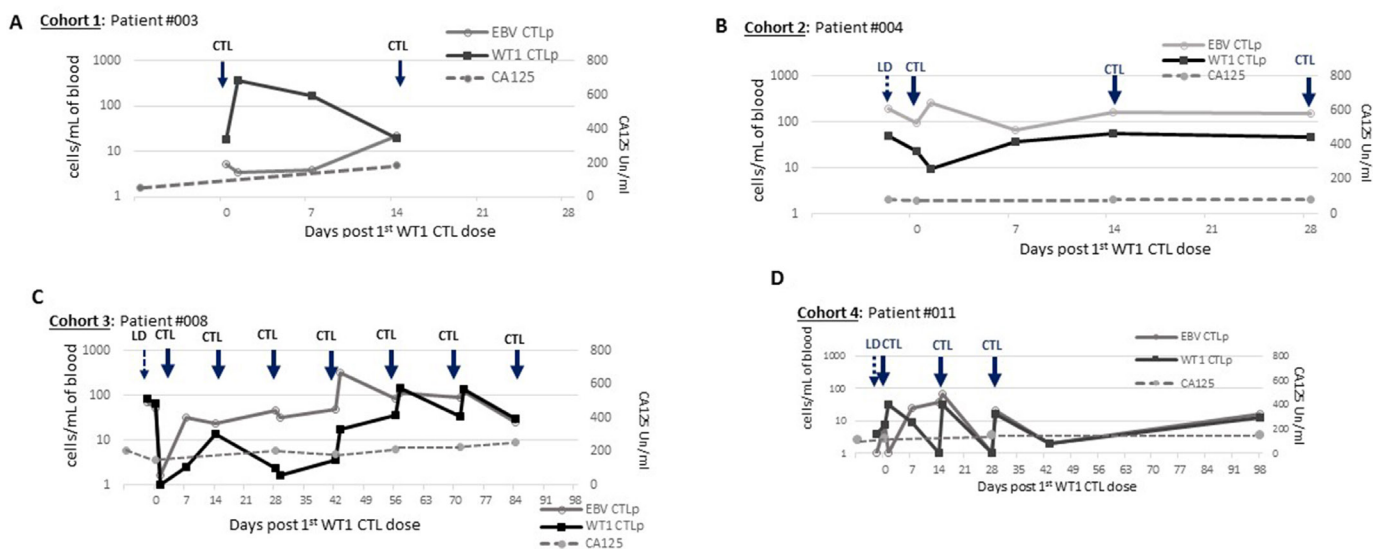 A Cohort 1: Patient #003
EBV CTLp
WT1 CTLp
CA125
CTL CTL
1000 800
100 600
10 400
1 200
0
cells/mL of blood
CA125 Un/ml
0 7 14 21 28
Days post 1st WT1 CTL dose
B Cohort 2: Patient #004
EBV CTLp
WT1 CTLp
CA125
LD CTL CTL CTL
1000 800
100 600
10 400
1 200
0
cells/mL of blood
CA125 Un/ml
0 7 14 21 28
Days post 1st WT1 CTL dose
C
Cohort 3: Patient #008
LD CTL CTL CTL CTL CTL CTL CTL
1000 800
100 600
10 400
1 200
0
cells/mL of blood
CA125 Un/ml
0 7 14 28 35 42 56 63 70 77 84 91 98
Days post 1st WT1 CTL dose
EBV CTLp
WT1 CTLp
CA125
D
Cohort 4: Patient #011
EBV CTLp
WT1 CTLp
CA125
LD CTL CTL CTL
1000 800
100 600
10 400
1 200
0
cells/mL of blood
CA125 Un/ml
0 7 14 21 28 35 42 49 56 63 70 77 84 91 98
Days post 1st WT1 CTL dose